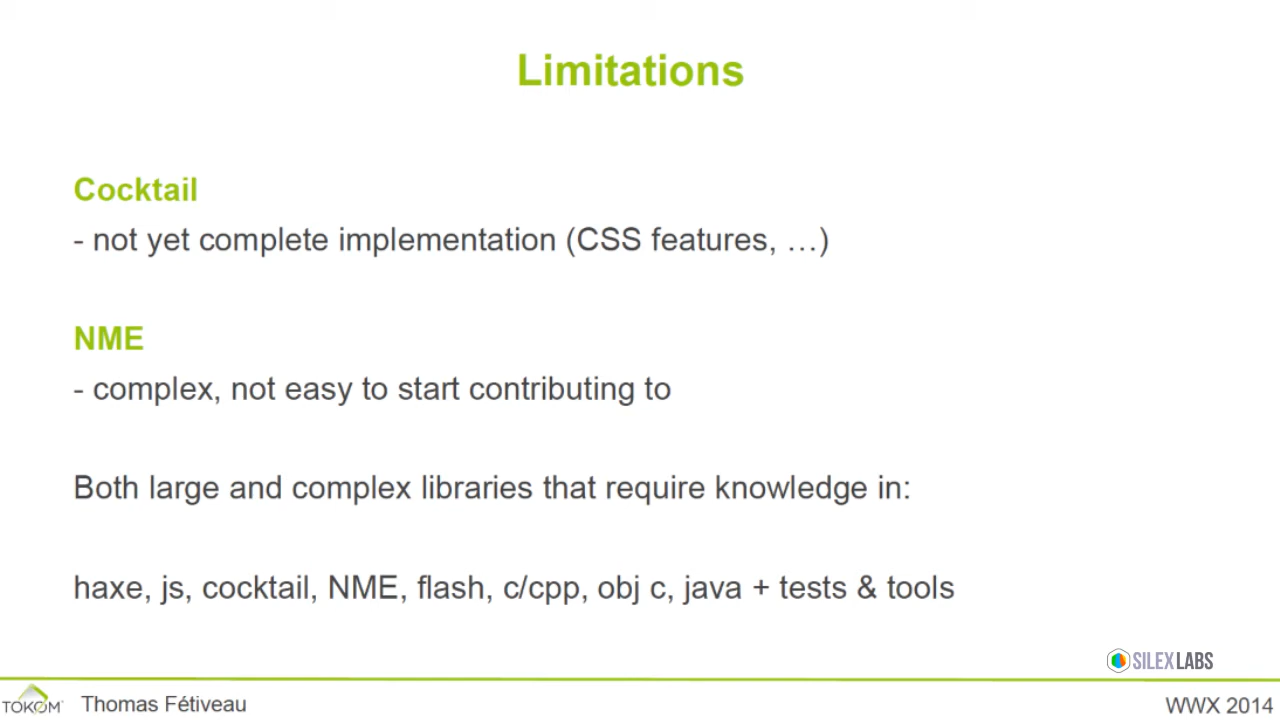 Limitations
Cocktail
- not yet complete implementation (CSS features, …)
NME
- complex, not easy to start contributing to
Both large and complex libraries that require knowledge in:
haxe, js, cocktail, NME, flash, c/cpp, obj c, java + tests & tools
SILEX LABS
TOKOM
Thomas Fétiveau
WWX 2014